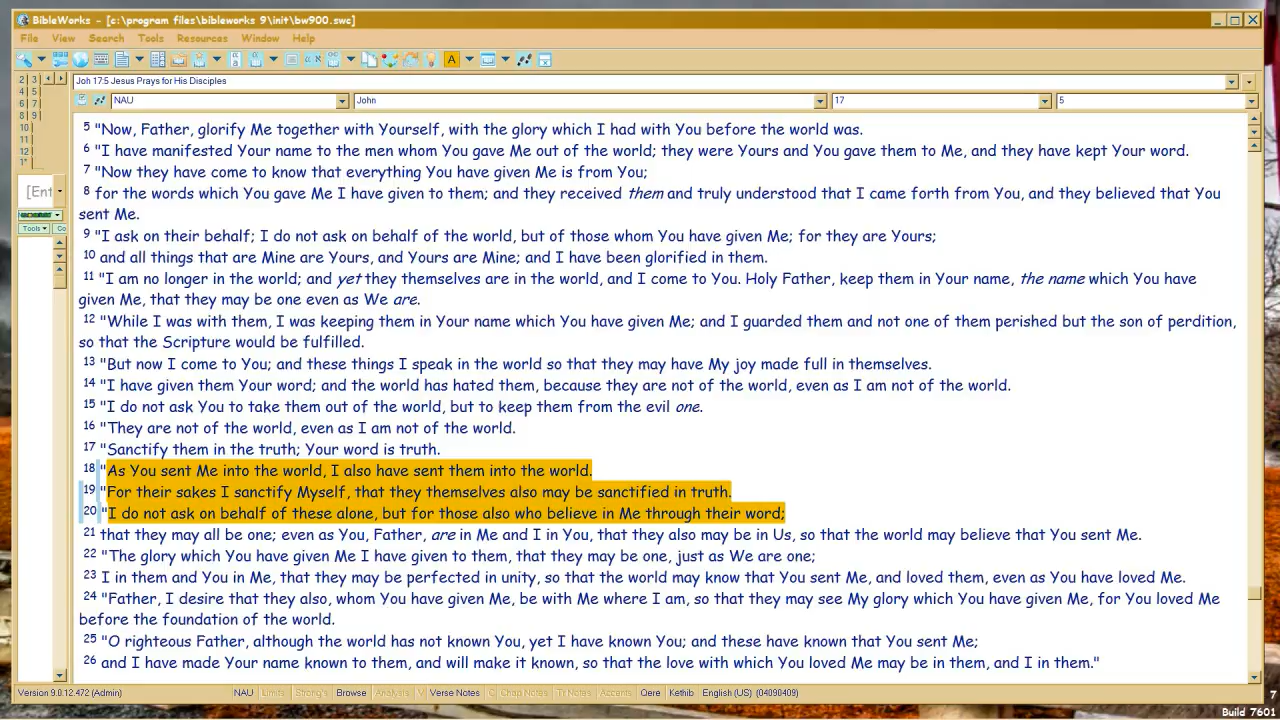 BibleWorks - [c:\program files\bibleworks 9\init\bw900.swc]
File View Search Tools Resources Window Help
A
Joh 17:5 Jesus Prays for His Disciples
NAU John 17 5
2 3
4 5
6 7
8 9
10
11
12
1*
[Ent
Tools Co
5 "Now, Father, glorify Me together with Yourself, with the glory which I had with You before the world was.
6 "I have manifested Your name to the men whom You gave Me out of the world; they were Yours and You gave them to Me, and they have kept Your word.
7 "Now they have come to know that everything You have given Me is from You;
8 for the words which You gave Me I have given to them; and they received them and truly understood that I came forth from You, and they believed that You
sent Me.
9 "I ask on their behalf; I do not ask on behalf of the world, but of those whom You have given Me; for they are Yours;
10 and all things that are Mine are Yours, and Yours are Mine; and I have been glorified in them.
11 "I am no longer in the world; and yet they themselves are in the world, and I come to You. Holy Father, keep them in Your name, the name which You have
given Me, that they may be one even as We are.
12 "While I was with them, I was keeping them in Your name which You have given Me; and I guarded them and not one of them perished but the son of perdition,
so that the Scripture would be fulfilled.
13 "But now I come to You; and these things I speak in the world so that they may have My joy made full in themselves.
14 "I have given them Your word; and the world has hated them, because they are not of the world, even as I am not of the world.
15 "I do not ask You to take them out of the world, but to keep them from the evil one.
16 "They are not of the world, even as I am not of the world.
17 "Sanctify them in the truth; Your word is truth.
18 "As You sent Me into the world, I also have sent them into the world.
19 "For their sakes I sanctify Myself, that they themselves also may be sanctified in truth.
20 "I do not ask on behalf of these alone, but for those also who believe in Me through their word;
21 that they may all be one; even as You, Father, are in Me and I in You, that they also may be in Us, so that the world may believe that You sent Me.
22 "The glory which You have given Me I have given to them, that they may be one, just as We are one;
23 I in them and You in Me, that they may be perfected in unity, so that the world may know that You sent Me, and loved them, even as You have loved Me.
24 "Father, I desire that they also, whom You have given Me, be with Me where I am, so that they may see My glory which You have given Me, for You loved Me
before the foundation of the world.
25 "O righteous Father, although the world has not known You, yet I have known You; and these have known that You sent Me;
26 and I have made Your name known to them, and will make it known, so that the love with which You loved Me may be in them, and I in them."
Version 9.0.12.472 (Admin) NAU Limits Strong's Browse Analysis V Verse Notes C Chap Notes Tr Notes Accents Qere Kethib English (US) (04090409)
7
Build 7601